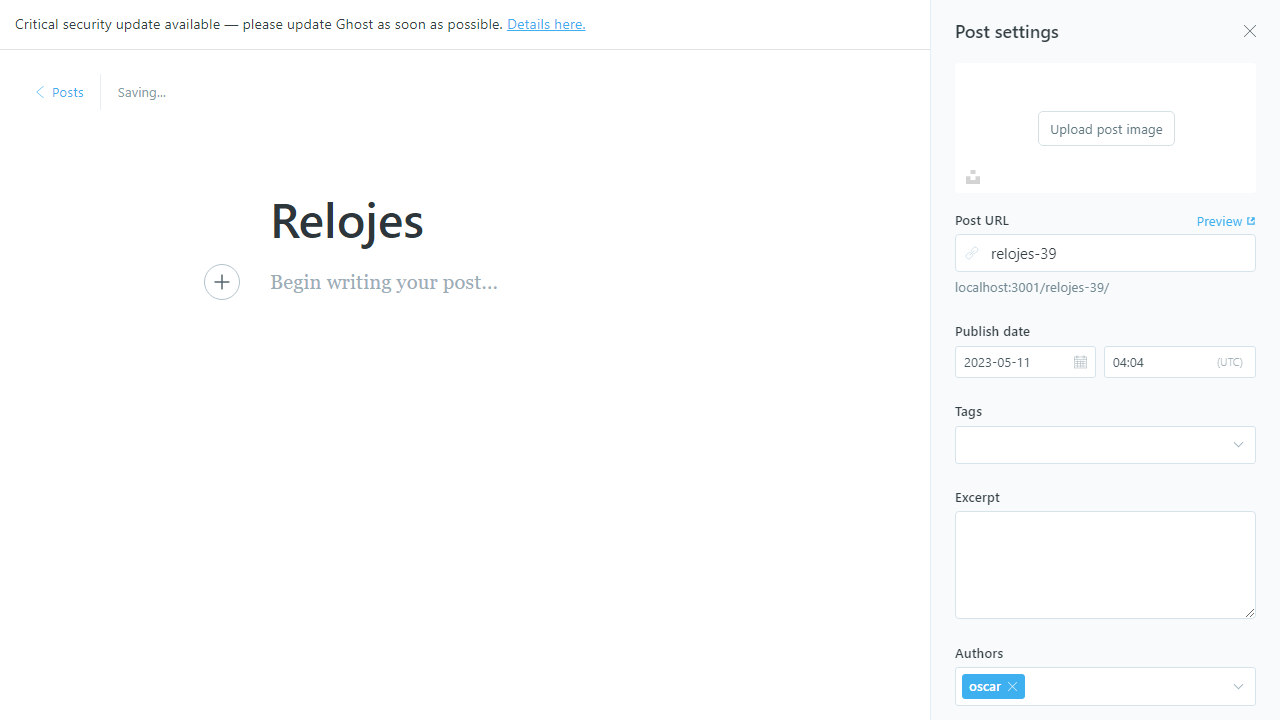 Critical security update available — please update Ghost as soon as possible. Details here.
Posts
Saving...
Relojes
Begin writing your post...
Post settings
Upload post image
Post URL
Preview
relojes-39
localhost:3001/relojes-39/
Publish date
2023-05-11
04:04
(UTC)
Tags
Excerpt
Authors
oscar